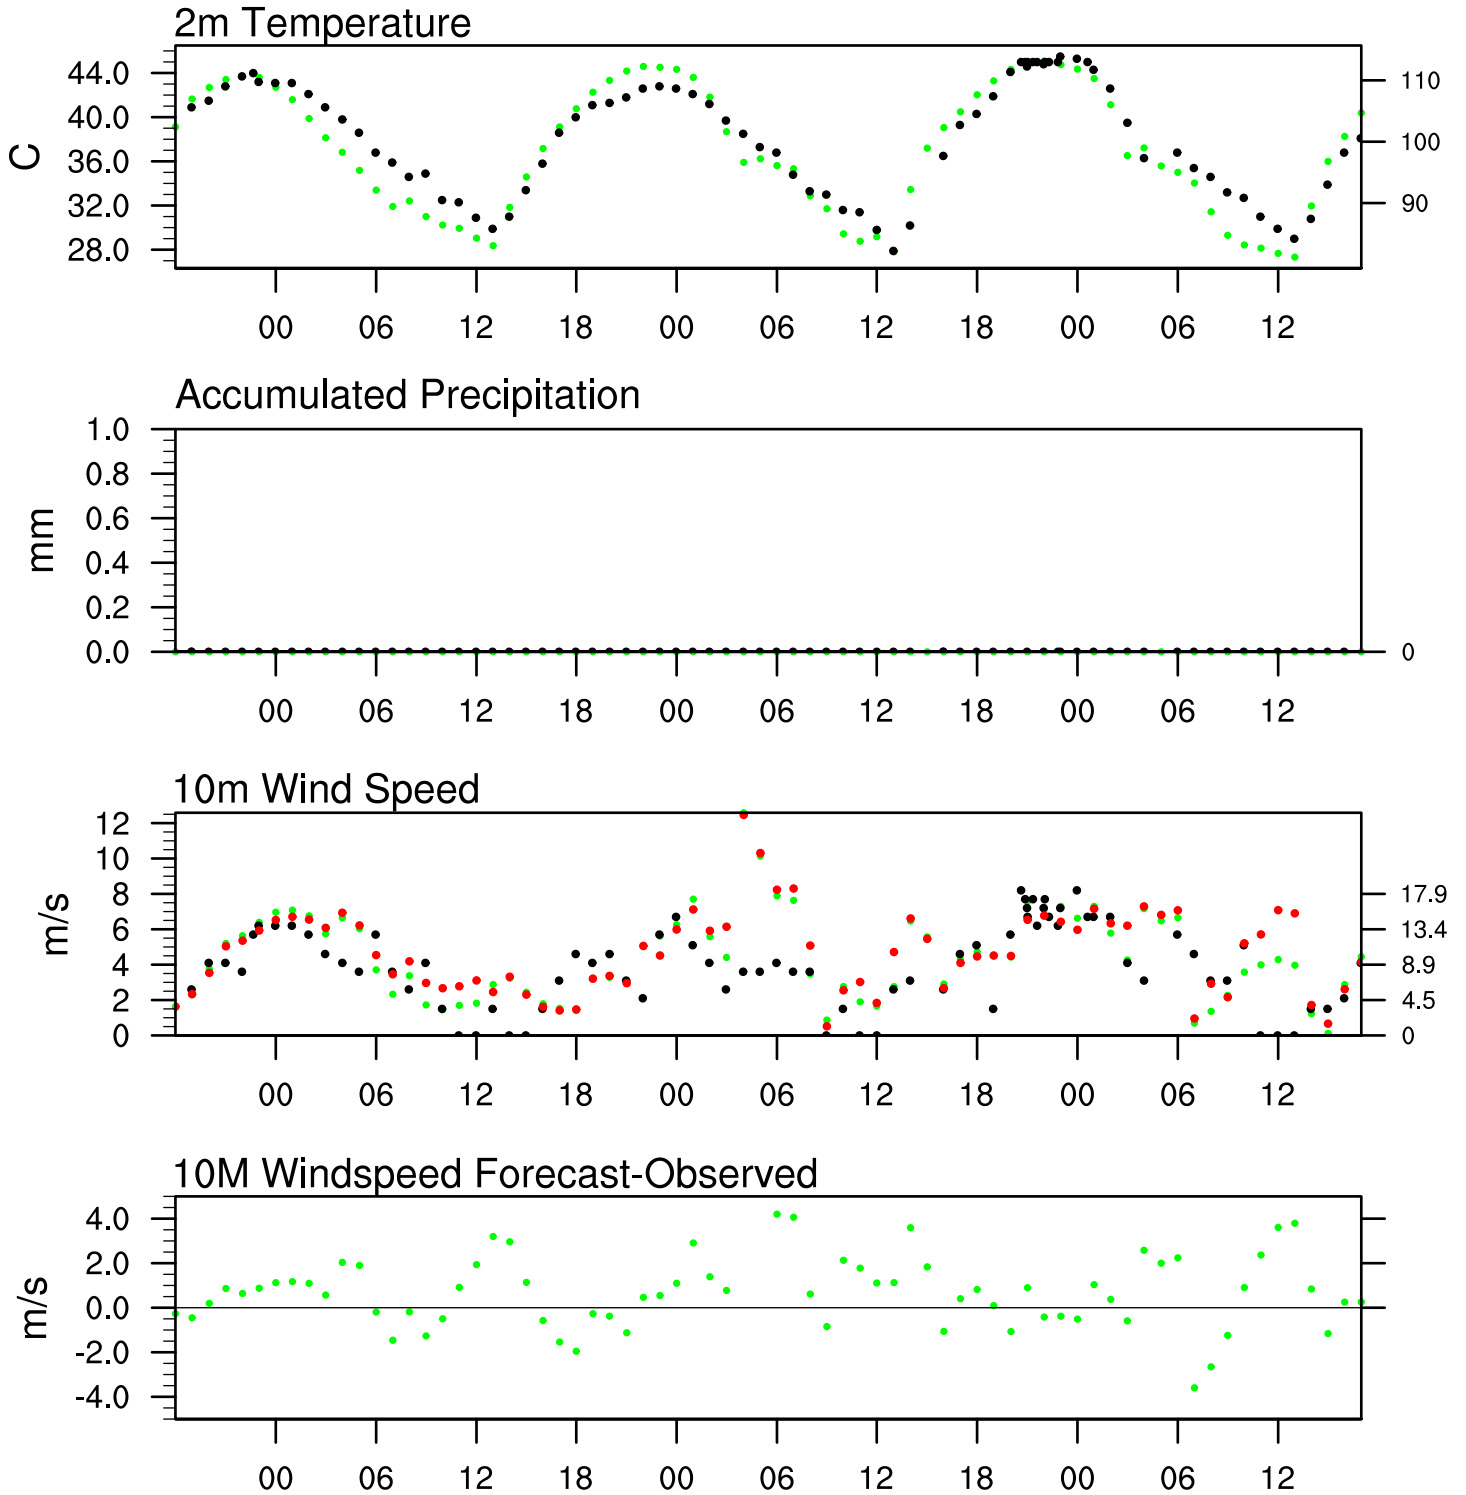 2m Temperature
44.0
40.0
36.0
32.0
28.0
C
110
100
90
00 06 12 18 00 06 12 18 00 06 12
Accumulated Precipitation
1.0
0.8
0.6
0.4
0.2
0.0
mm
0
00 06 12 18 00 06 12 18 00 06 12
10m Wind Speed
12
10
8
6
4
2
0
m/s
17.9
13.4
8.9
4.5
0
00 06 12 18 00 06 12 18 00 06 12
10M Windspeed Forecast-Observed
4.0
2.0
0.0
-2.0
-4.0
m/s
00 06 12 18 00 06 12 18 00 06 12